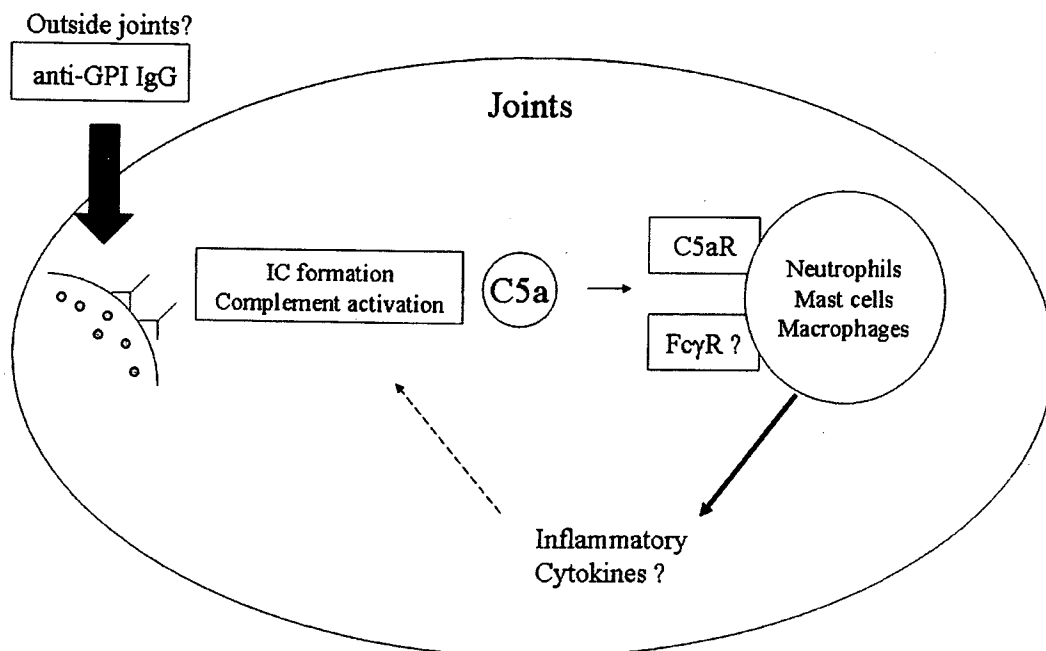 Outside joints?
anti-GPI IgG
Joints
IC formation
Complement activation
C5a
C5aR
FcγR ?
Neutrophils
Mast cells
Macrophages
Inflammatory
Cytokines ?